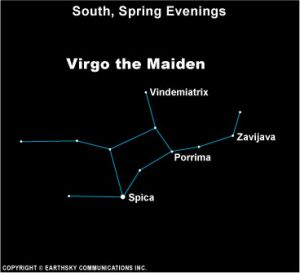 South, Spring Evenings
Virgo the Maiden
Vindemiatrix
Zavijava
Porrima
Spica
COPYRIGHT © EARTHSKY COMMUNICATIONS INC.